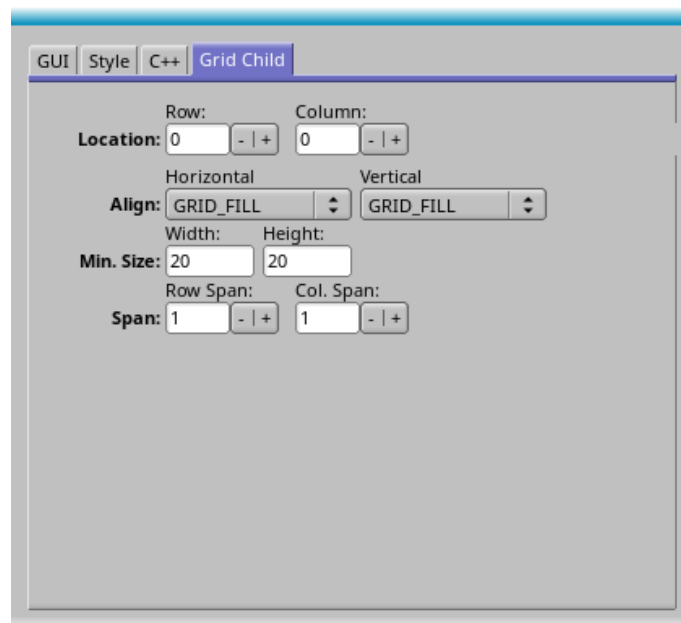 GUI Style C++ Grid Child
Row: Column:
Location: 0 - + 0 - +
Horizontal Vertical
Align: GRID_FILL GRID_FILL
Width: Height:
Min. Size: 20 20
Row Span: Col. Span:
Span: 1 - + 1 - +